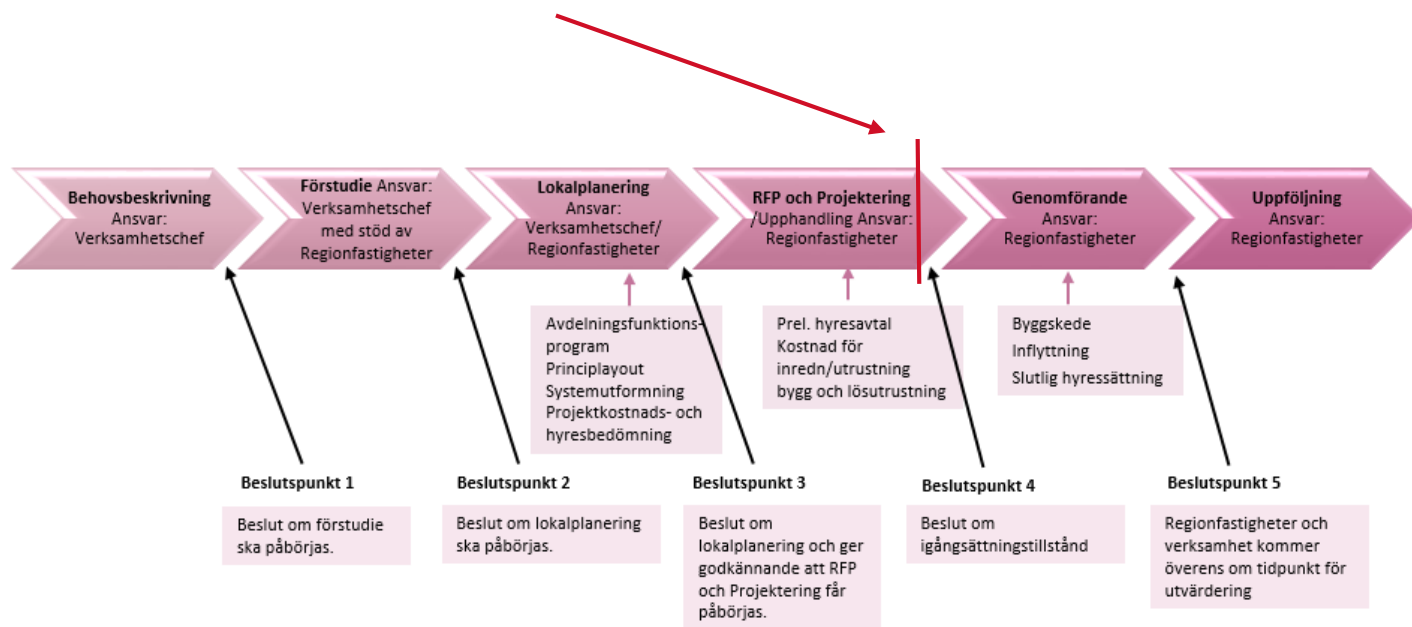 Behovsbeskrivning
Ansvar:
Verksamhetschef
Förstudie Ansvar:
Verksamhetschef
med stöd av
Regionfastigheter
Lokalplanering
Ansvar:
Verksamhetschef/
Regionfastigheter
RFP och Projektering
/Upphandling Ansvar:
Regionfastigheter
Genomförande
Ansvar:
Regionfastigheter
Uppföljning
Ansvar:
Regionfastigheter
Avdelningsfunktions-
program
Principlayout
Systemutformning
Projektkostnads- och
hyresbedömning
Prel. hyresavtal
Kostnad för
inredn/utrustning
bygg och lösutrustning
Byggskede
Inflyttning
Slutlig hyressättning
Beslutspunkt 1
Beslut om förstudie
ska påbörjas.
Beslutspunkt 2
Beslut om lokalplanering
ska påbörjas.
Beslutspunkt 3
Beslut om
lokalplanering och ger
godkännande att RFP
och Projektering får
påbörjas.
Beslutspunkt 4
Beslut om
igångsättningstillstånd
Beslutspunkt 5
Regionfastigheter och
verksamhet kommer
överens om tidpunkt för
utvärdering